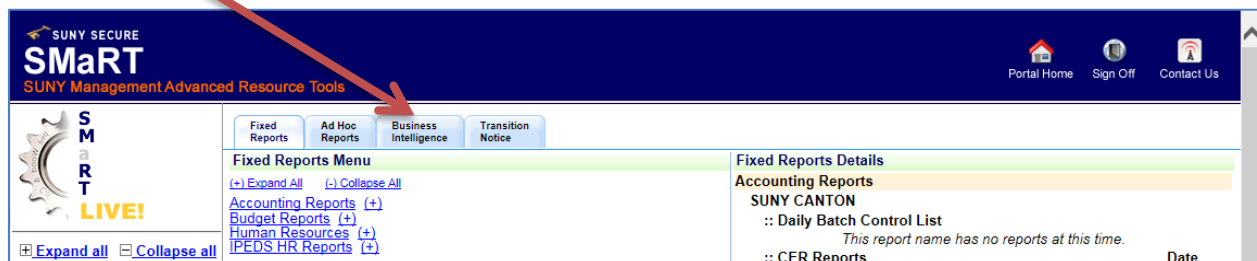 SUNY SECURE
SMaRT
SUNY Management Advanced Resource Tools
Portal Home
Sign Off
Contact Us
S
M
a
R
T
LIVE!
Expand all Collapse all
Fixed Reports
Ad Hoc Reports
Business Intelligence
Transition Notice
Fixed Reports Menu
(+) Expand All (-) Collapse All
Accounting Reports (+)
Budget Reports (+)
Human Resources (+)
IPEDS HR Reports (+)
Fixed Reports Details
Accounting Reports
SUNY CANTON
:: Daily Batch Control List
This report name has no reports at this time.
:: CER Reports Date